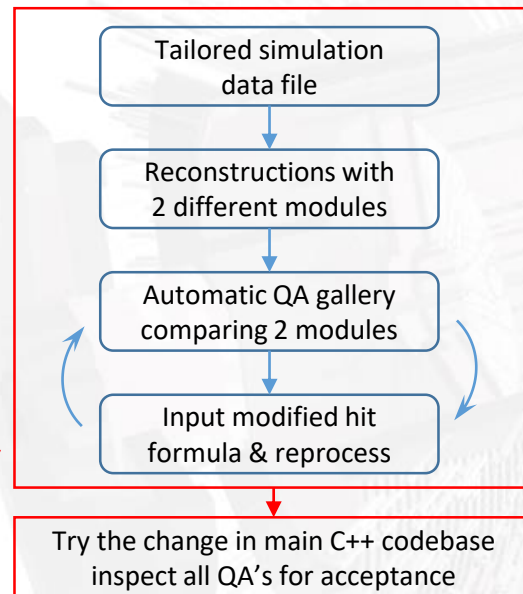 Tailored simulation
data file
Reconstructions with
2 different modules
Automatic QA gallery
comparing 2 modules
Input modified hit
formula & reprocess
Try the change in main C++ codebase
inspect all QA's for acceptance